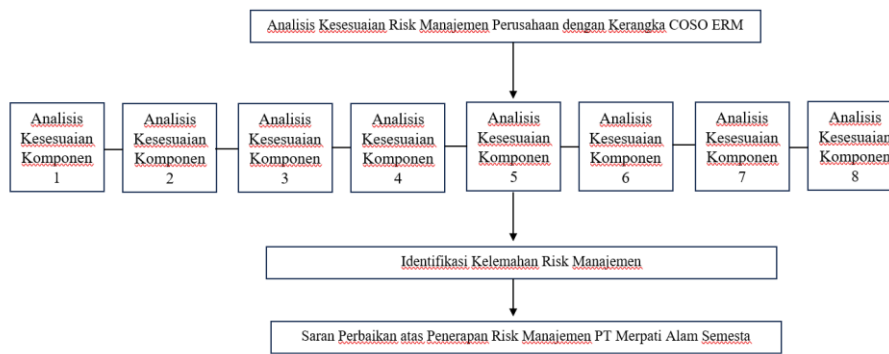 Analisis Kesesuaian Risk Manajemen Perusahaan dengan Kerangka COSO ERM
Analisis
Kesesuaian
Komponen
1
Analisis
Kesesuaian
Komponen
2
Analisis
Kesesuaian
Komponen
3
Analisis
Kesesuaian
Komponen
4
Analisis
Kesesuaian
Komponen
5
Analisis
Kesesuaian
Komponen
6
Analisis
Kesesuaian
Komponen
7
Analisis
Kesesuaian
Komponen
8
Identifikasi Kelemahan Risk Manajemen
Saran Perbaikan atas Penerapan Risk Manajemen PT Merpati Alam Semesta